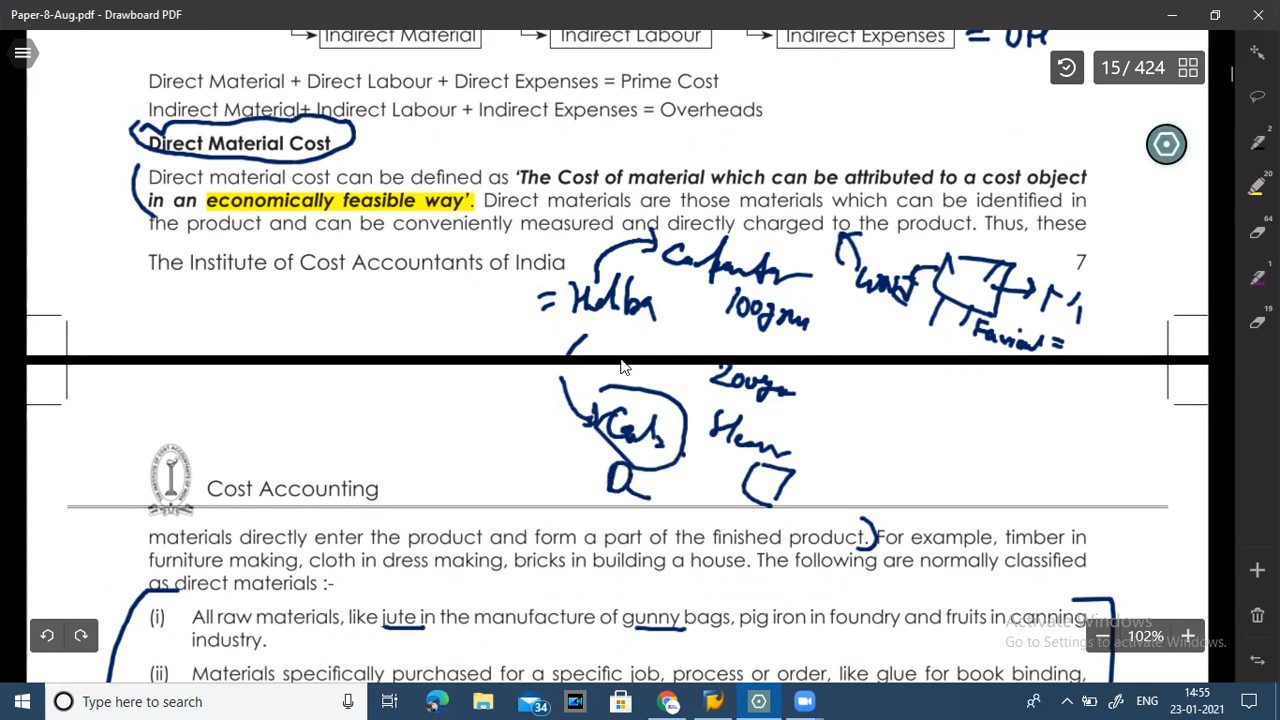 Paper-8-Aug.pdf - Drawboard PDF
Indirect Material Indirect Labour Indirect Expenses = OH
15 / 424
Direct Material + Direct Labour + Direct Expenses = Prime Cost
Indirect Material+ Indirect Labour + Indirect Expenses = Overheads
Direct Material Cost
Direct material cost can be defined as ‘The Cost of material which can be attributed to a cost object
in an economically feasible way’. Direct materials are those materials which can be identified in
the product and can be conveniently measured and directly charged to the product. Thus, these
The Institute of Cost Accountants of India 7
100gm
Cost Accounting
materials directly enter the product and form a part of the finished product. For example, timber in
furniture making, cloth in dress making, bricks in building a house. The following are normally classified
as direct materials :-
(i) All raw materials, like jute in the manufacture of gunny bags, pig iron in foundry and fruits in canning
industry.
Activate Windows
Go to Settings to activate Windows.
102%
(ii) Materials specifically purchased for a specific job, process or order, like glue for book binding,
Type here to search
34
ENG
14:55
23-01-2021